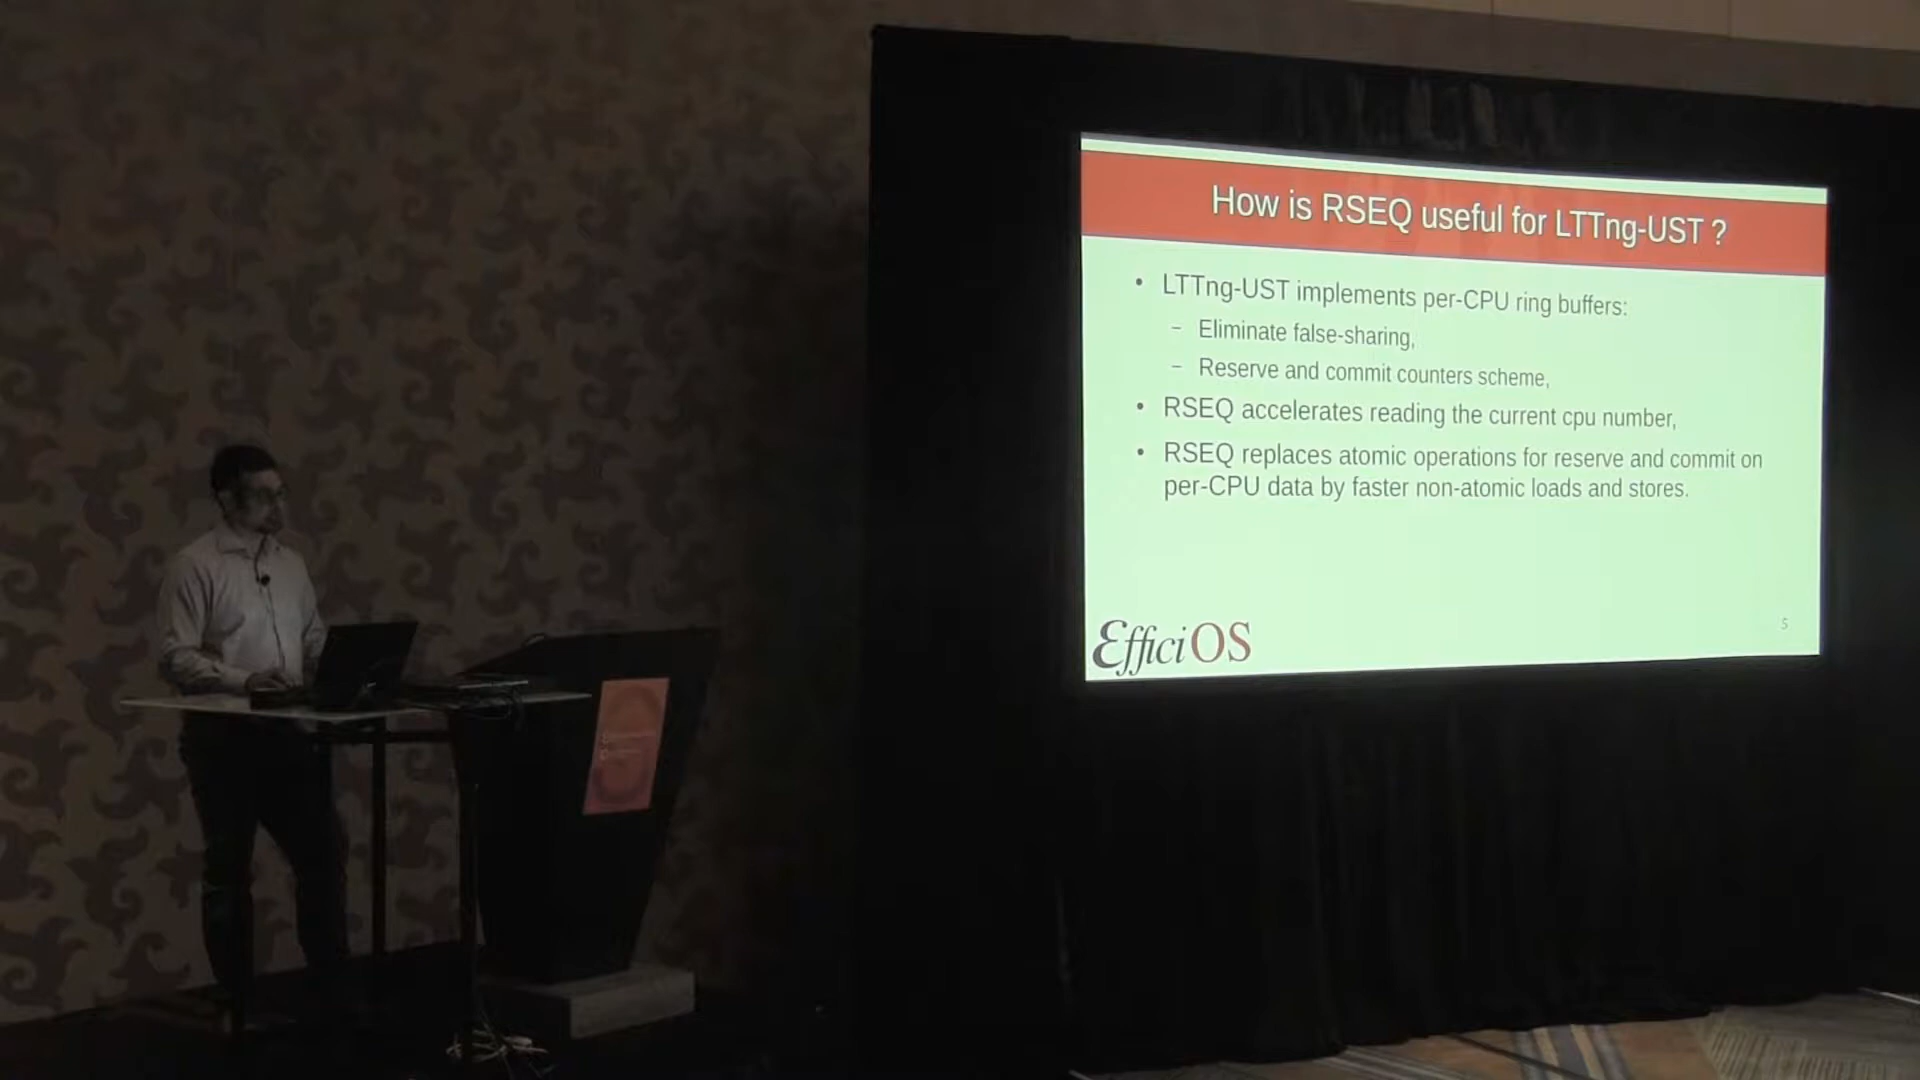 How is RSEQ useful for LTTng-UST ?
• LTTng-UST implements per-CPU ring buffers:
– Eliminate false-sharing,
– Reserve and commit counters scheme,
• RSEQ accelerates reading the current cpu number,
• RSEQ replaces atomic operations for reserve and commit on
per-CPU data by faster non-atomic loads and stores.
EfficiOS
5